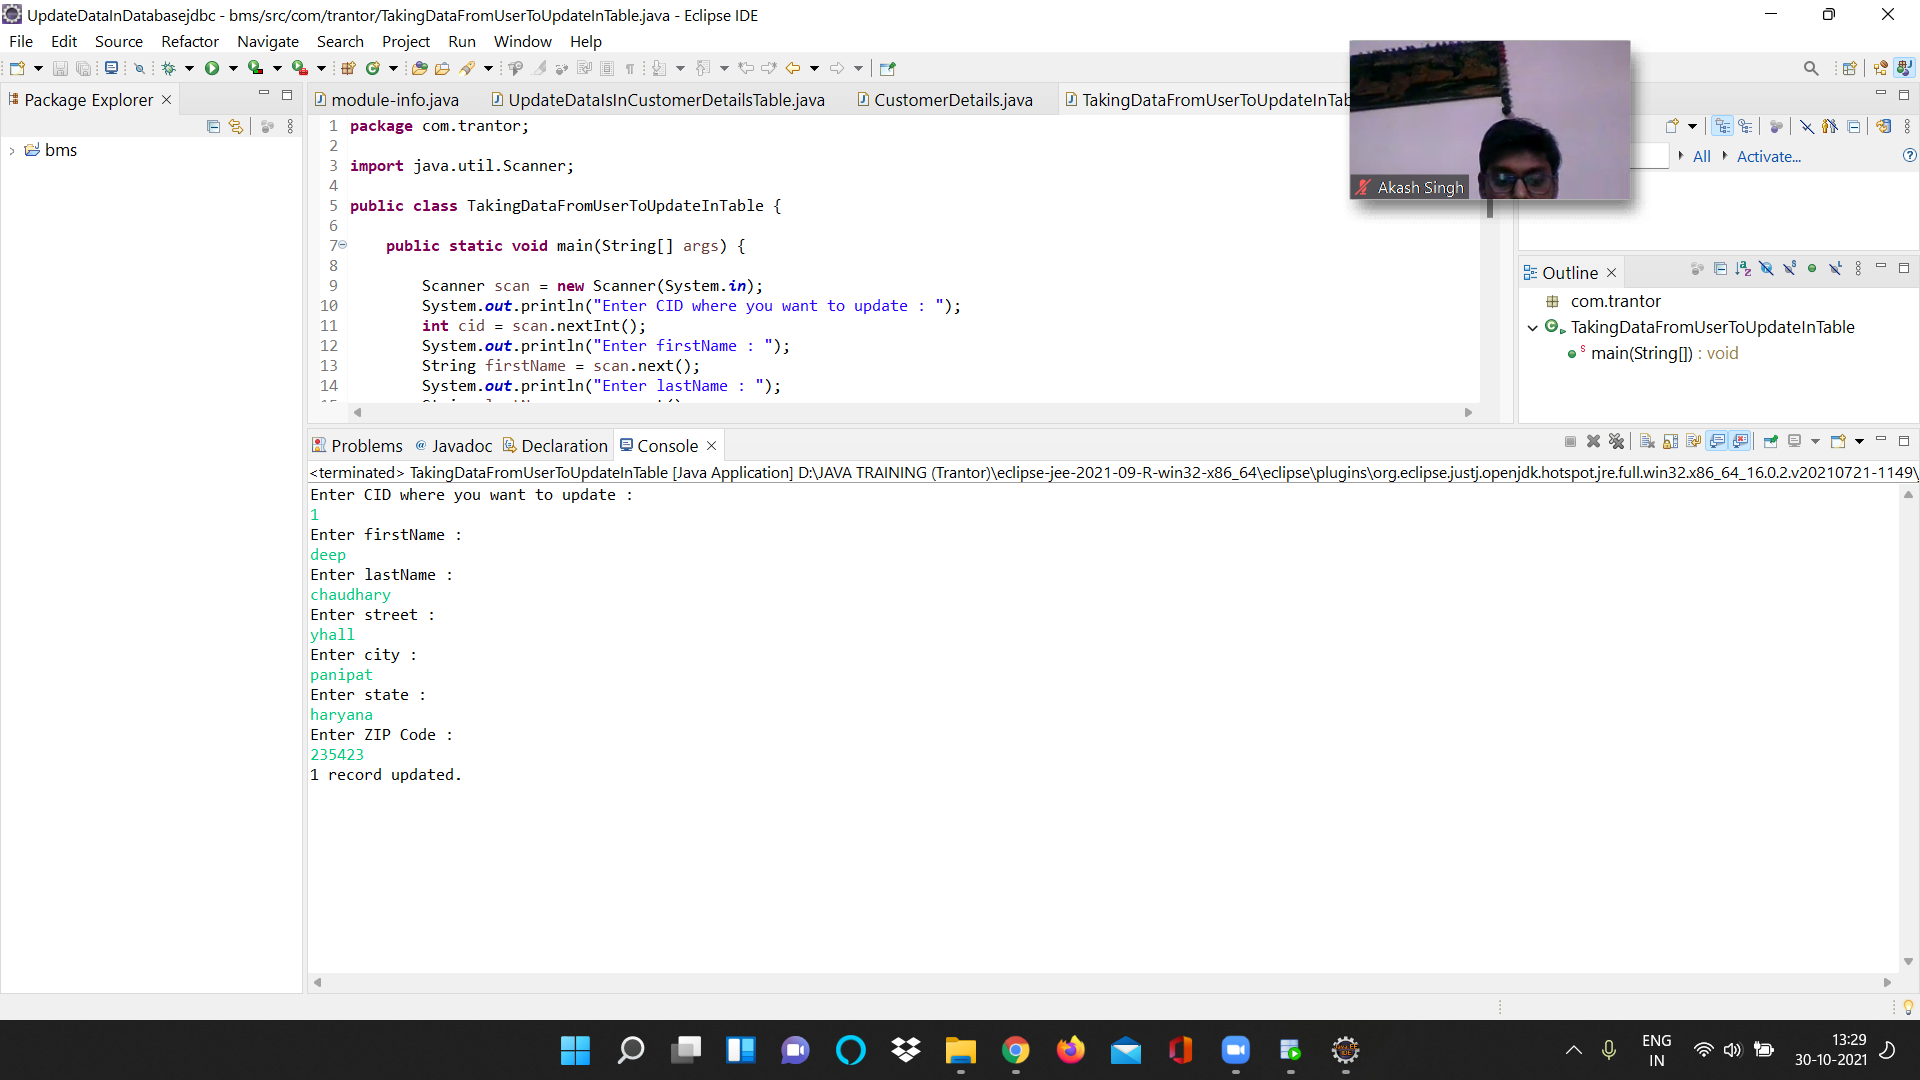 UpdateDataInDatabasejdbc - bms/src/com/trantor/TakingDataFromUserToUpdateInTable.java - Eclipse IDE
File Edit Source Refactor Navigate Search Project Run Window Help
Package Explorer
bms
module-info.java UpdateDataIsInCustomerDetailsTable.java CustomerDetails.java TakingDataFromUserToUpdateInTab
1 package com.trantor;
2
3 import java.util.Scanner;
4
5 public class TakingDataFromUserToUpdateInTable {
6
7 public static void main(String[] args) {
8
9 Scanner scan = new Scanner(System.in);
10 System.out.println("Enter CID where you want to update : ");
11 int cid = scan.nextInt();
12 System.out.println("Enter firstName : ");
13 String firstName = scan.next();
14 System.out.println("Enter lastName : ");
Akash Singh
All Activate...
Outline
com.trantor
TakingDataFromUserToUpdateInTable
main(String[]) : void
Problems Javadoc Declaration Console
<terminated> TakingDataFromUserToUpdateInTable [Java Application] D:\JAVA TRAINING (Trantor)\eclipse-jee-2021-09-R-win32-x86_64\eclipse\plugins\org.eclipse.justj.openjdk.hotspot.jre.full.win32.x86_64_16.0.2.v20210721-1149\
Enter CID where you want to update :
1
Enter firstName :
deep
Enter lastName :
chaudhary
Enter street :
yhall
Enter city :
panipat
Enter state :
haryana
Enter ZIP Code :
235423
1 record updated.
ENG
IN
13:29
30-10-2021